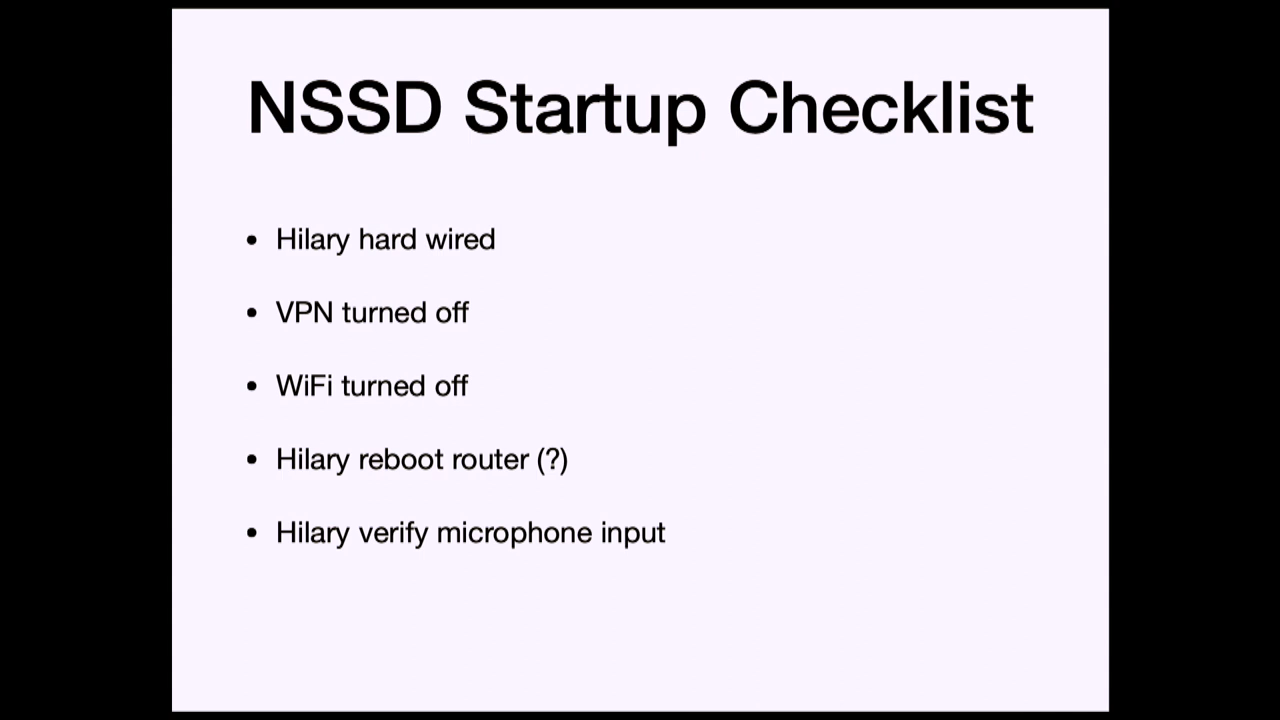 NSSD Startup Checklist
• Hilary hard wired
• VPN turned off
• WiFi turned off
• Hilary reboot router (?)
• Hilary verify microphone input